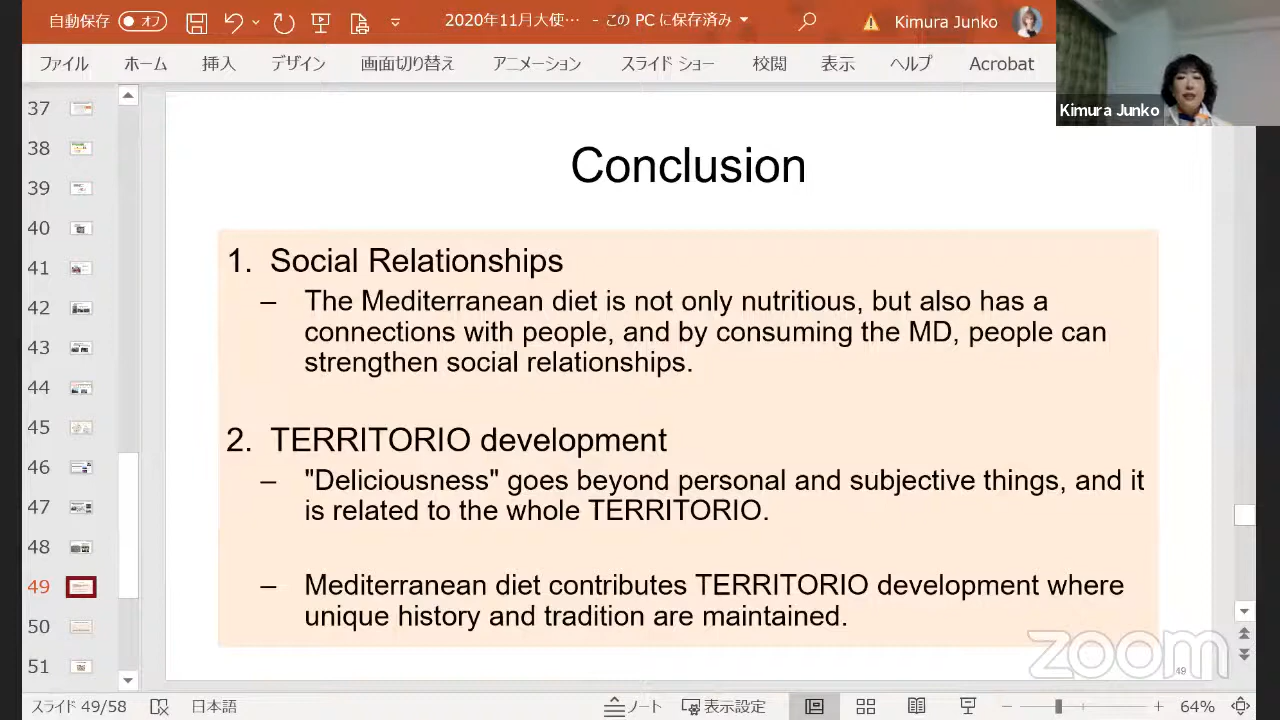 自動保存 オフ 2020年11月大使… - この PC に保存済み Kimura Junko
ファイル ホーム 挿入 デザイン 画面切り替え アニメーション スライド ショー 校閲 表示 ヘルプ Acrobat
Kimura Junko
37
38
39
40
41
42
43
44
45
46
47
48
49
50
51
Conclusion
1. Social Relationships
– The Mediterranean diet is not only nutritious, but also has a
connections with people, and by consuming the MD, people can
strengthen social relationships.
2. TERRITORIO development
– "Deliciousness" goes beyond personal and subjective things, and it
is related to the whole TERRITORIO.
– Mediterranean diet contributes TERRITORIO development where
unique history and tradition are maintained.
zoom
49
スライド 49/58 日本語 ノート 表示設定 64%